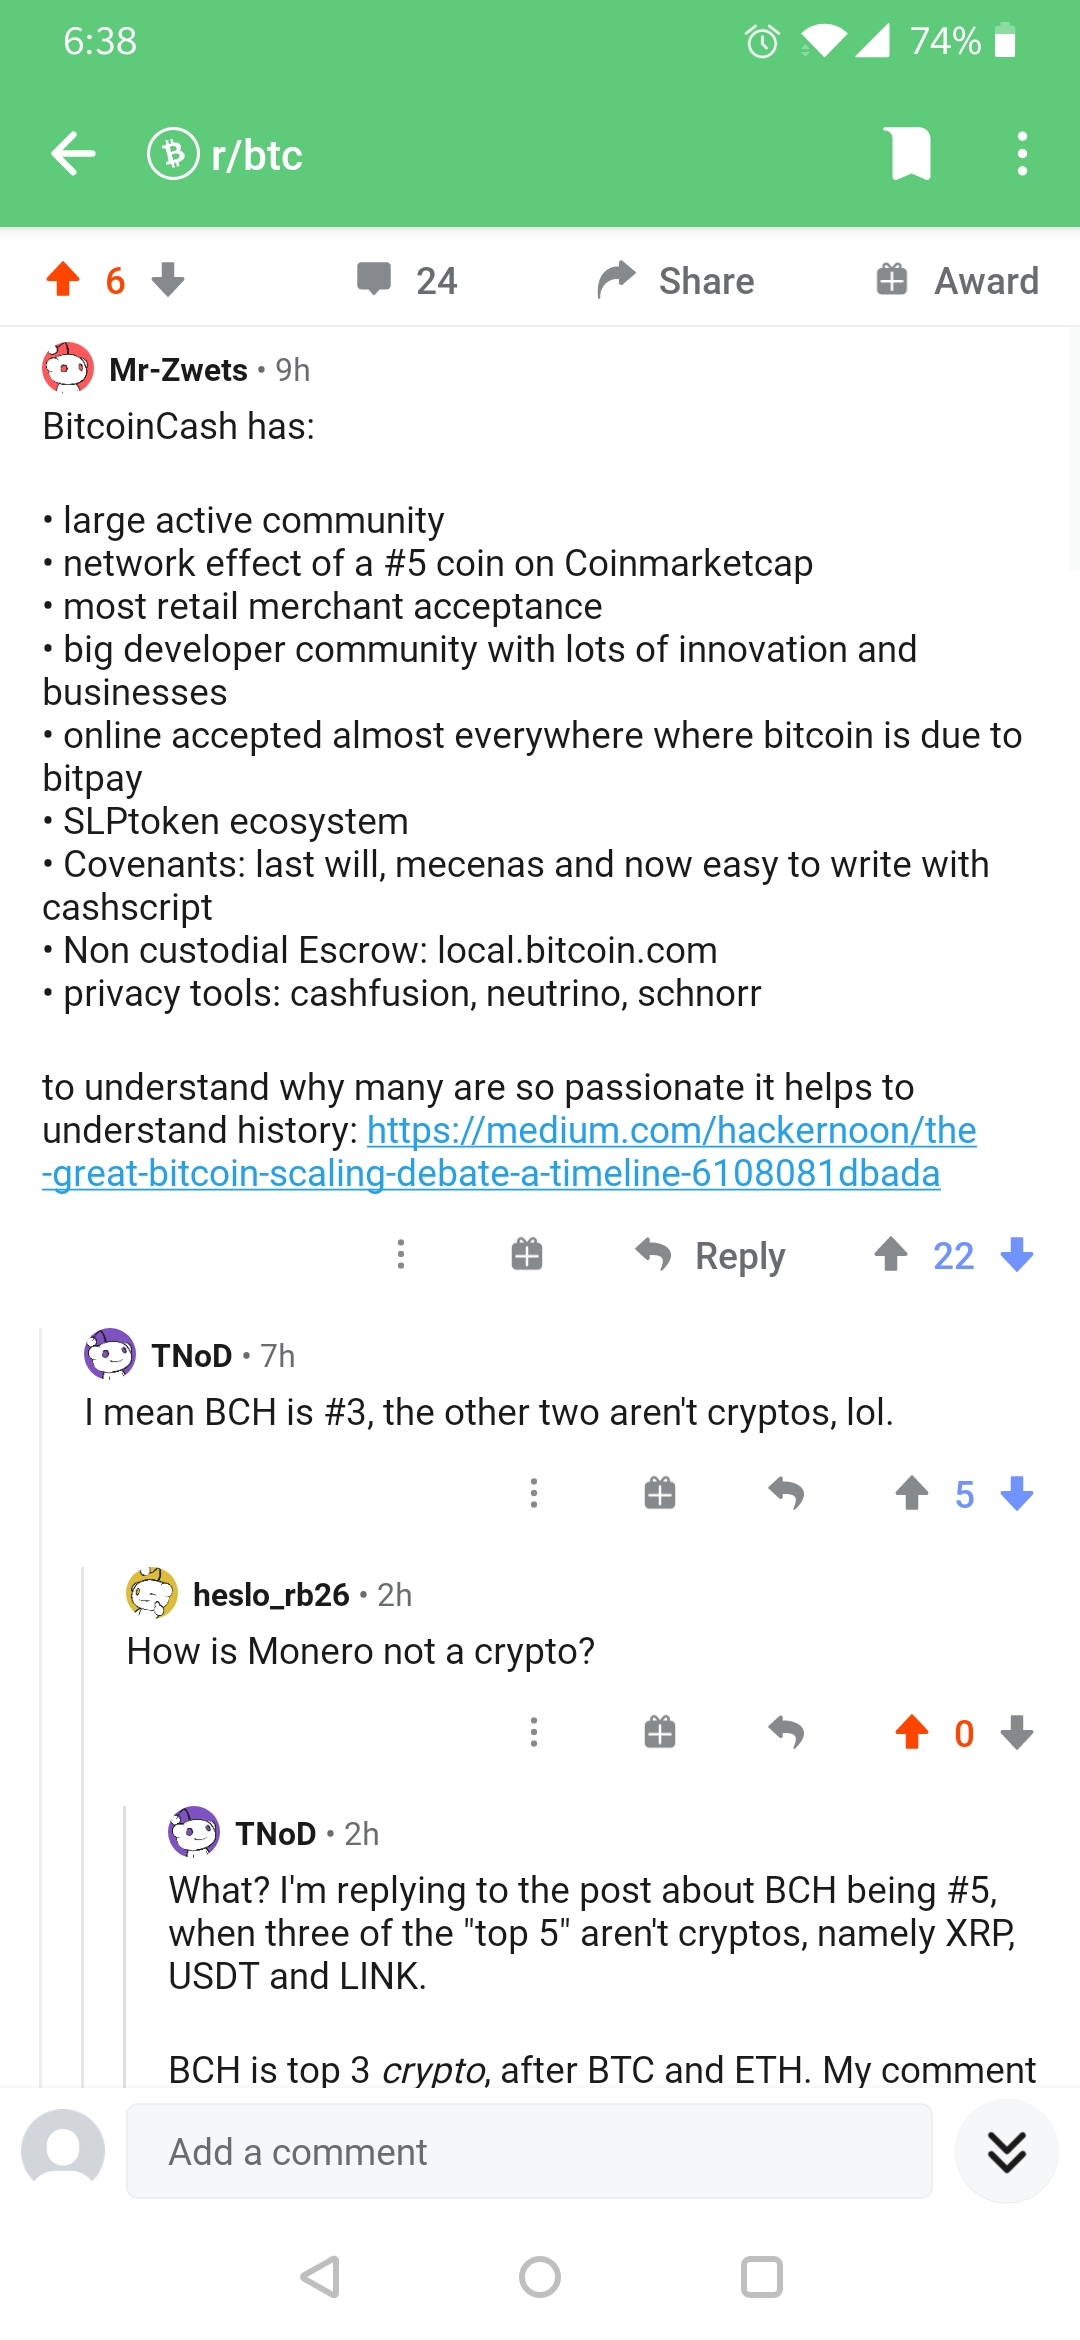 6:38
74%
r/btc
6
24
Share
Award
Mr-Zwets • 9h
BitcoinCash has:
• large active community
• network effect of a #5 coin on Coinmarketcap
• most retail merchant acceptance
• big developer community with lots of innovation and
businesses
• online accepted almost everywhere where bitcoin is due to
bitpay
• SLPtoken ecosystem
• Covenants: last will, mecenas and now easy to write with
cashscript
• Non custodial Escrow: local.bitcoin.com
• privacy tools: cashfusion, neutrino, schnorr
to understand why many are so passionate it helps to
understand history: https://medium.com/hackernoon/the
-great-bitcoin-scaling-debate-a-timeline-6108081dbada
Reply
22
TNoD • 7h
I mean BCH is #3, the other two aren't cryptos, lol.
5
heslo_rb26 • 2h
How is Monero not a crypto?
0
TNoD • 2h
What? I'm replying to the post about BCH being #5,
when three of the "top 5" aren't cryptos, namely XRP,
USDT and LINK.
BCH is top 3 crypto, after BTC and ETH. My comment
Add a comment